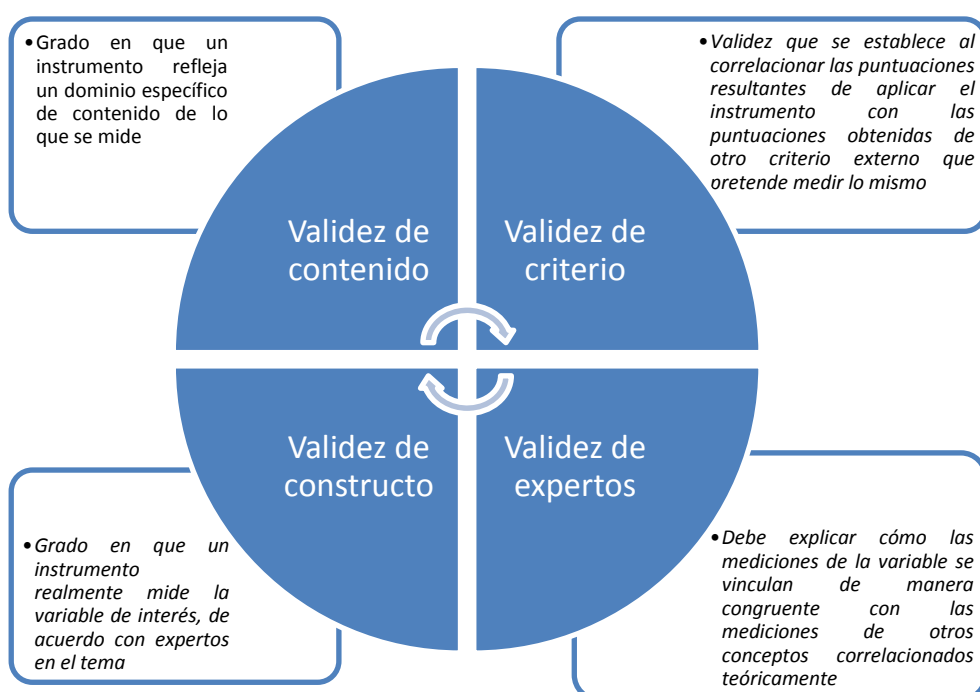 •Grado en que un
instrumento refleja
un dominio específico
de contenido de lo
que se mide
•Validez que se establece al
correlacionar las puntuaciones
resultantes de aplicar el
instrumento con las
puntuaciones obtenidas de
otro criterio externo que
pretende medir lo mismo
Validez de
contenido
Validez de
criterio
Validez de
constructo
Validez de
expertos
•Grado en que un
instrumento
realmente mide la
variable de interés, de
acuerdo con expertos
en el tema
•Debe explicar cómo las
mediciones de la variable se
vinculan de manera
congruente con las
mediciones de otros
conceptos correlacionados
teóricamente